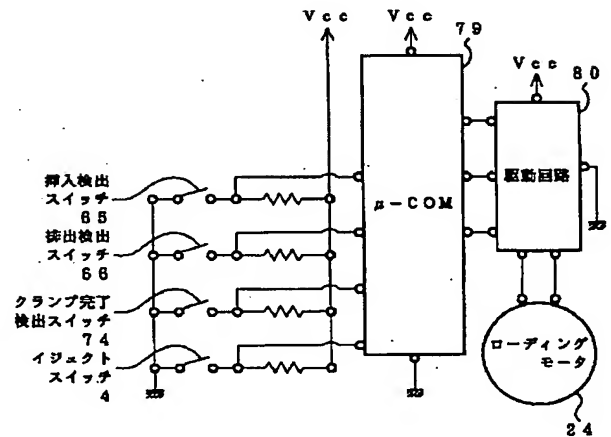 Vcc
Vcc
79
Vcc
80
挿入検出
スイッチ
65
排出検出
スイッチ
66
クランプ完了
検出スイッチ
74
イジェクト
スイッチ
4
μ-COM
駆動回路
ローディング
モータ
24